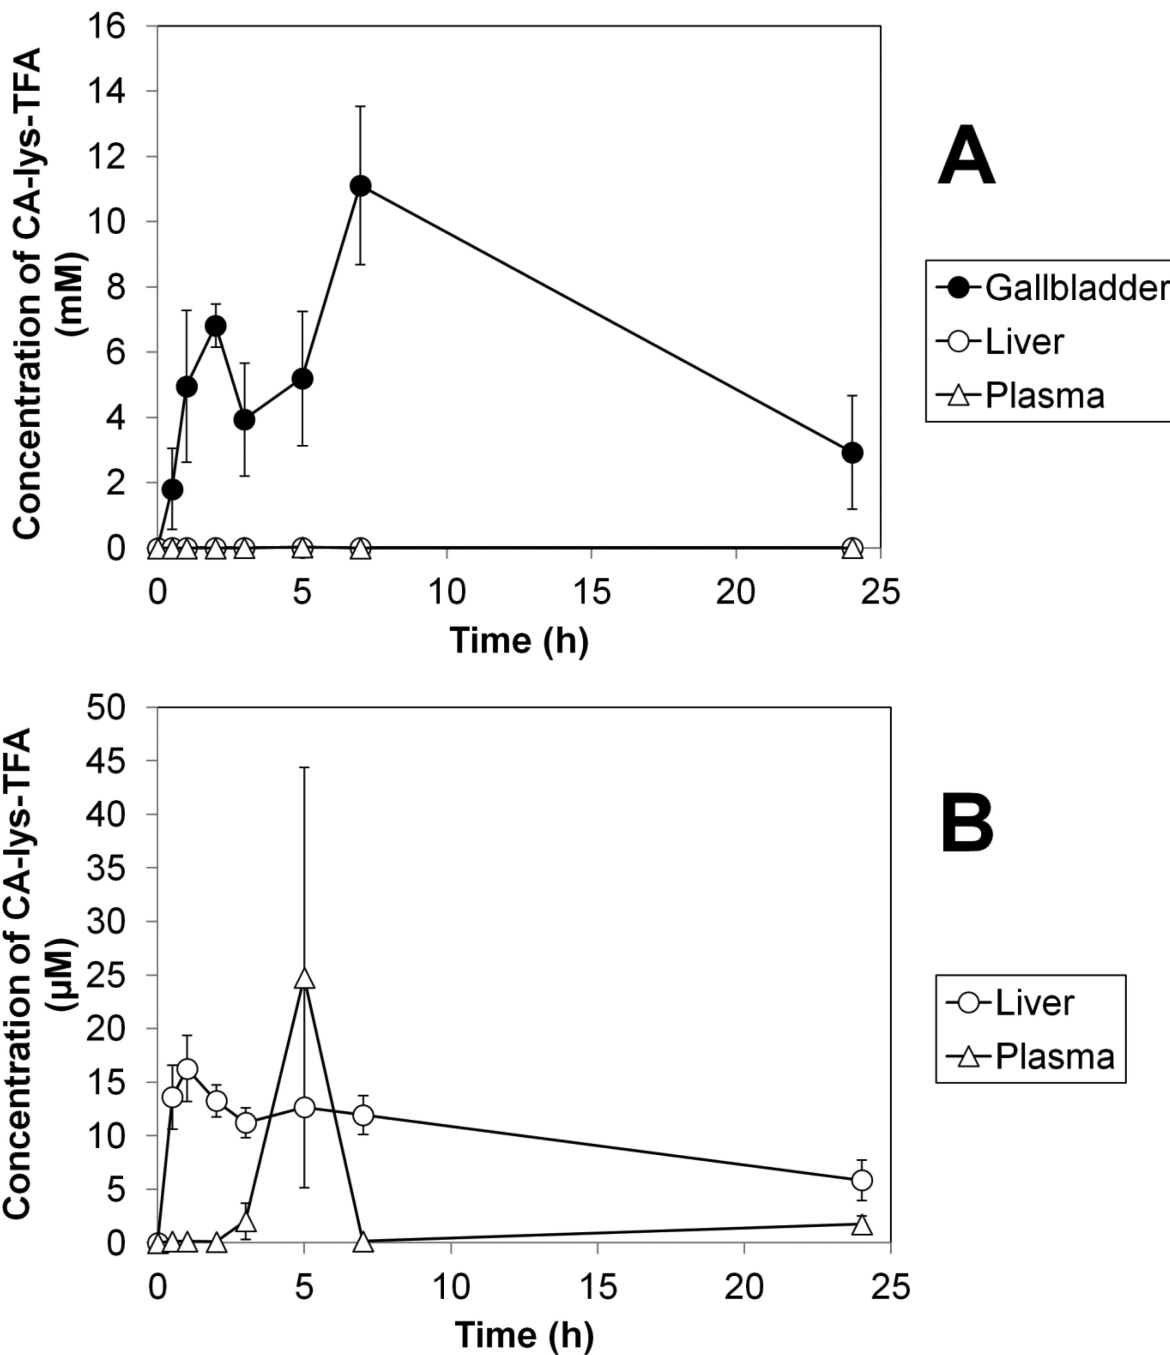 Concentration of CA-lys-TFA
(mM)
16
14
12
10
8
6
4
2
0
0 5 10 15 20 25
Time (h)
A
Gallbladder
Liver
Plasma
Concentration of CA-lys-TFA
(µM)
50
45
40
35
30
25
20
15
10
5
0
0 5 10 15 20 25
Time (h)
B
Liver
Plasma